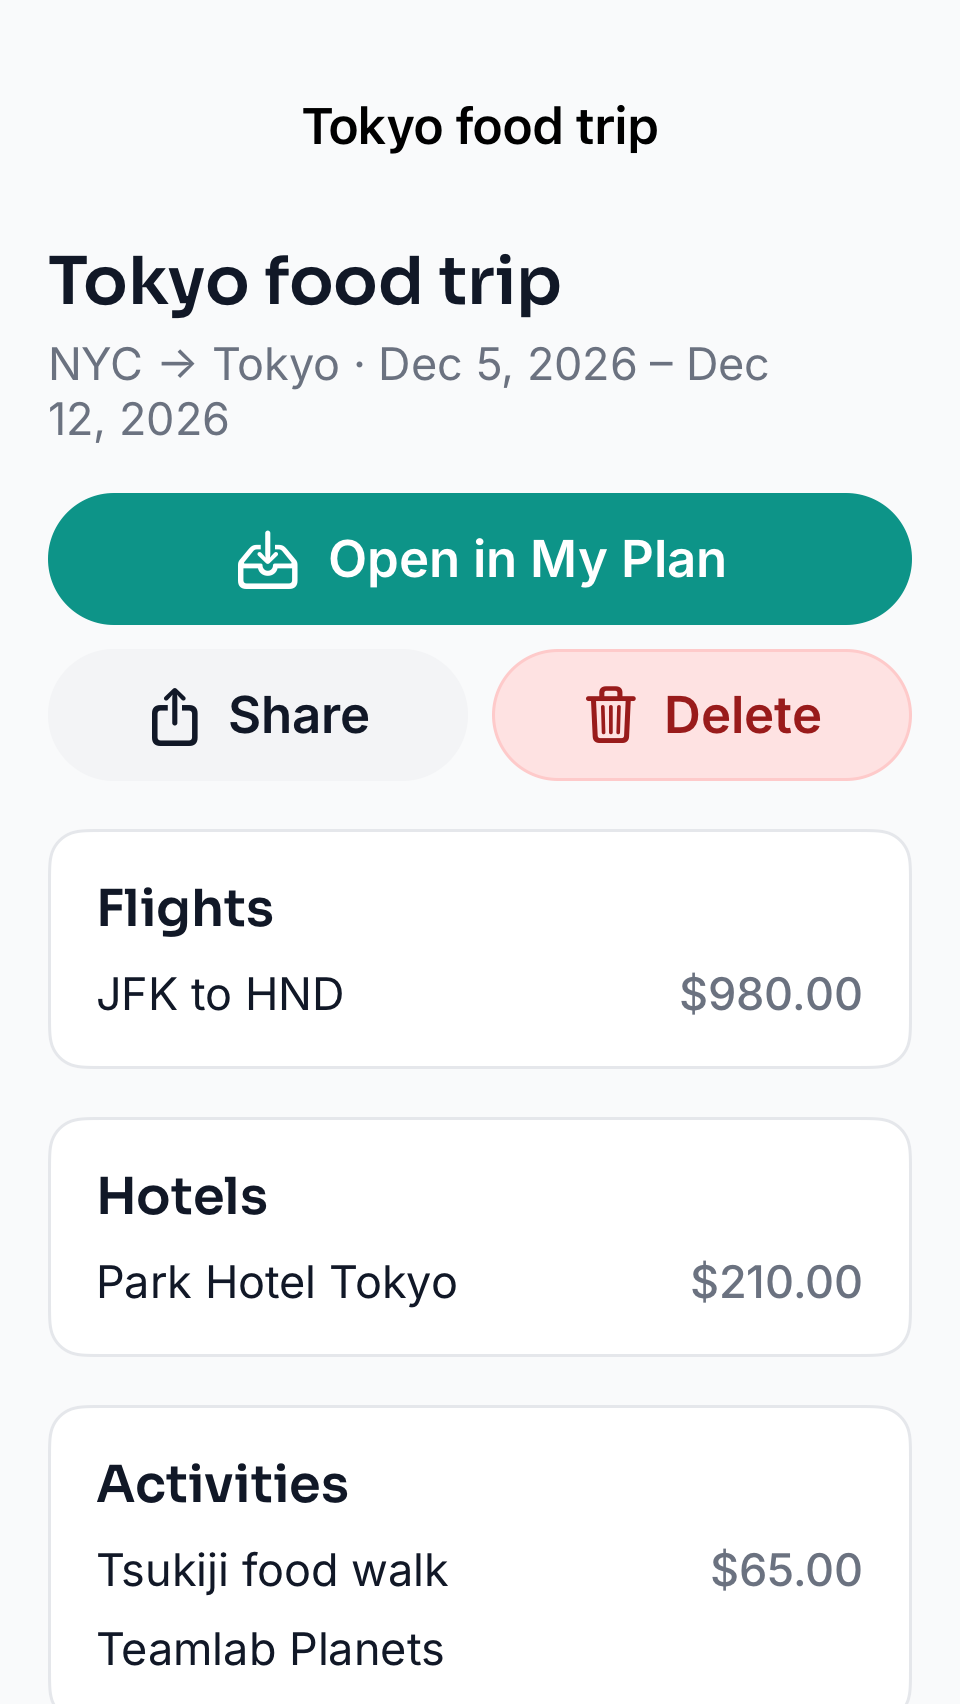 Tokyo food trip
Tokyo food trip
NYC → Tokyo · Dec 5, 2026 – Dec
12, 2026
Open in My Plan
Share
Delete
Flights
JFK to HND $980.00
Hotels
Park Hotel Tokyo $210.00
Activities
Tsukiji food walk $65.00
Teamlab Planets